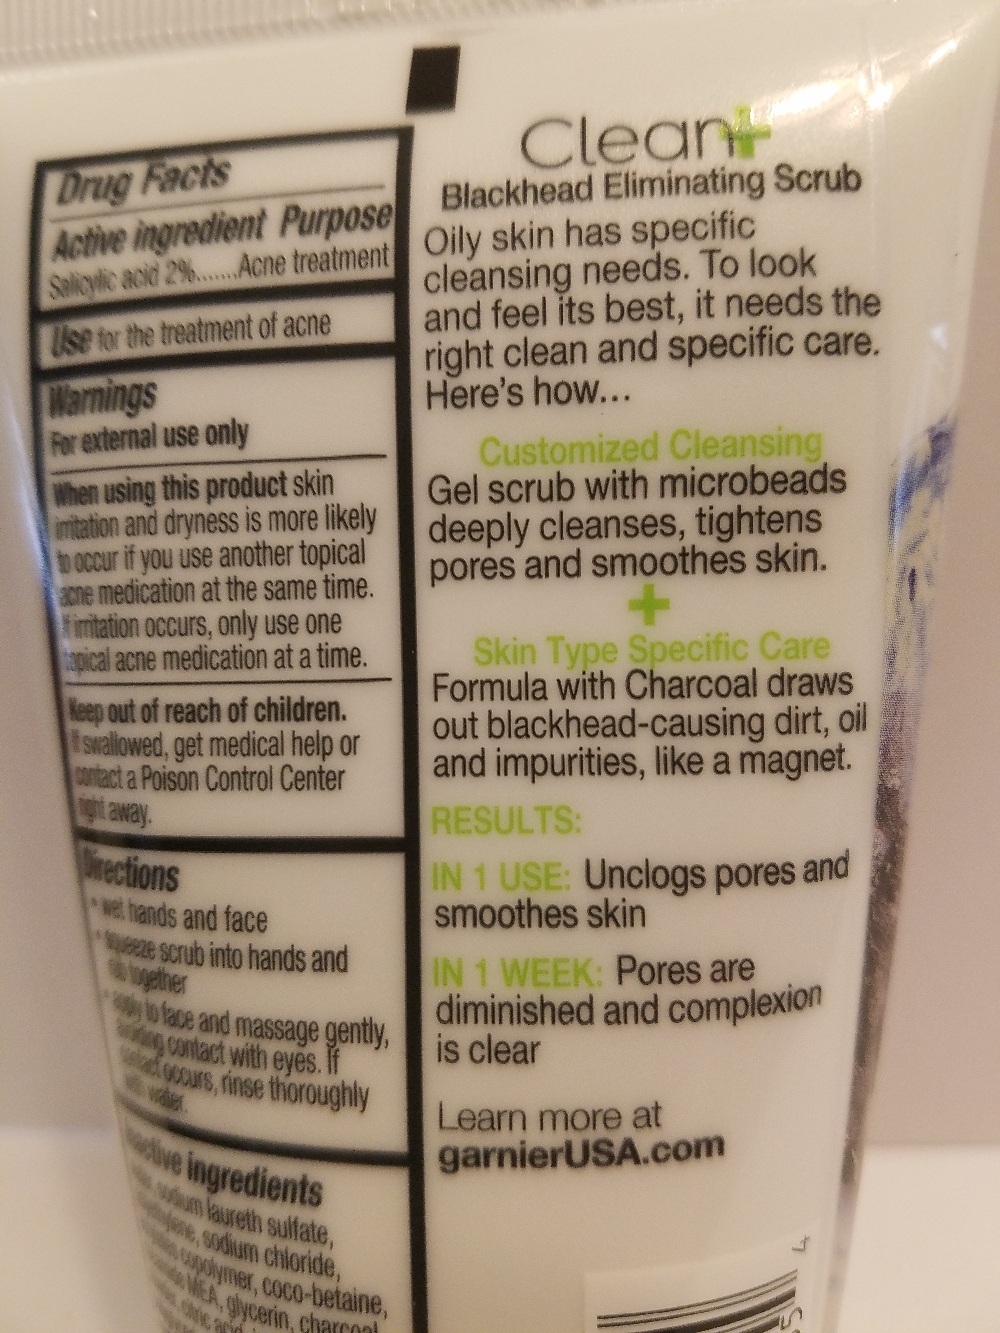 Drug Facts
Active ingredient Purpose
Salicylic acid 2%.......Acne treatment
Use for the treatment of acne
Warnings
For external use only
When using this product skin
irritation and dryness is more likely
to occur if you use another topical
acne medication at the same time.
If irritation occurs, only use one
topical acne medication at a time.
Keep out of reach of children.
If swallowed, get medical help or
contact a Poison Control Center
right away.
Directions
• wet hands and face
• squeeze scrub into hands and
rub together
• apply to face and massage gently,
avoiding contact with eyes. If
contact occurs, rinse thoroughly
with water.
Inactive ingredients
sodium laureth sulfate,
sodium chloride,
copolymer, coco-betaine,
MEA, glycerin, charcoal
citric acid
Clean+
Blackhead Eliminating Scrub
Oily skin has specific
cleansing needs. To look
and feel its best, it needs the
right clean and specific care.
Here's how...
Customized Cleansing
Gel scrub with microbeads
deeply cleanses, tightens
pores and smoothes skin.
+
Skin Type Specific Care
Formula with Charcoal draws
out blackhead-causing dirt, oil
and impurities, like a magnet.
RESULTS:
IN 1 USE: Unclogs pores and
smoothes skin
IN 1 WEEK: Pores are
diminished and complexion
is clear
Learn more at
garnierUSA.com
4
5